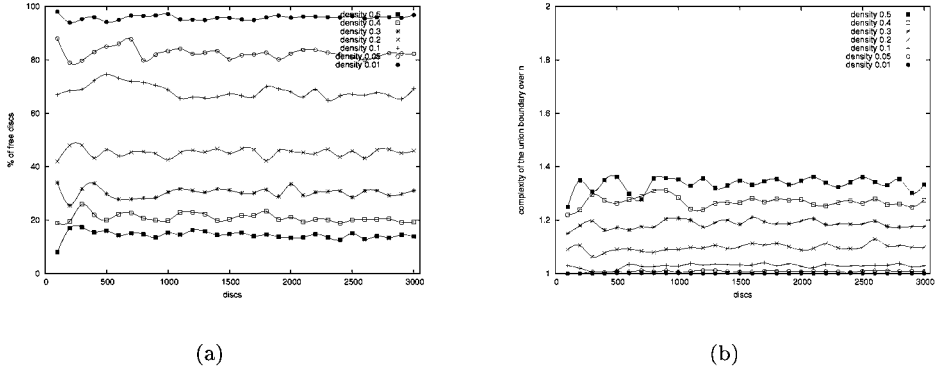 100
80
60
40
20
0
% of free discs
density 0.5
density 0.4
density 0.3
density 0.2
density 0.1
density 0.05
density 0.01
0 500 1000 1500 2000 2500 3000
discs
(a)
2
1.8
1.6
1.4
1.2
1
complexity of the union boundary over n
density 0.5
density 0.4
density 0.3
density 0.2
density 0.1
density 0.05
density 0.01
0 500 1000 1500 2000 2500 3000
discs
(b)